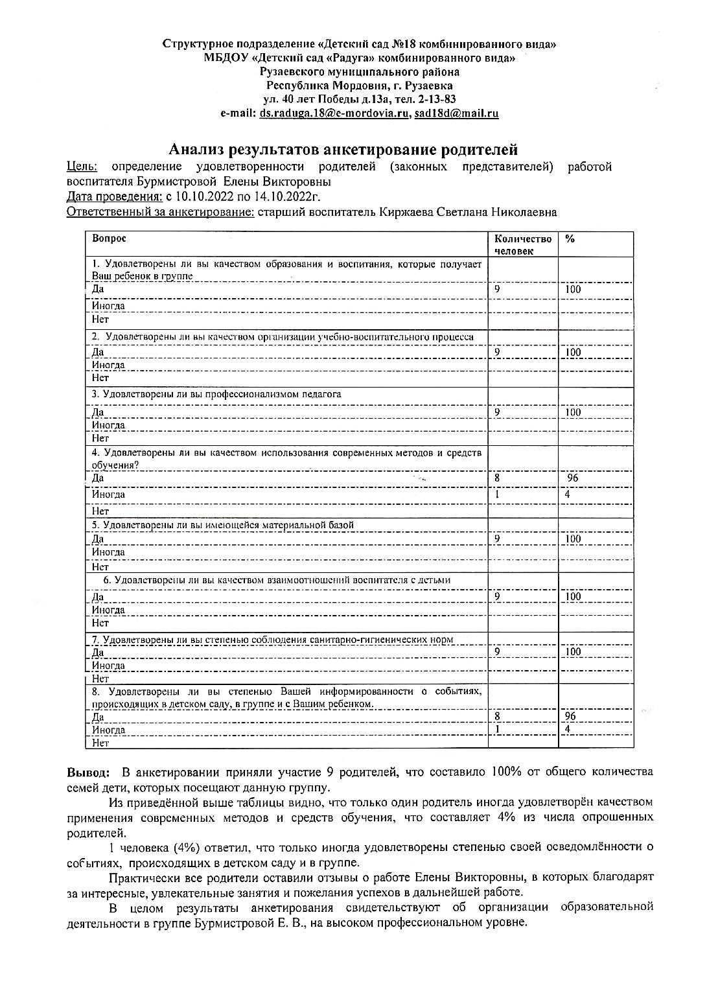 Структурное подразделение «Детский сад №18 комбинированного вида»
МБДОУ «Детский сад «Радуга» комбинированного вида»
Рузаевского муниципального района
Республика Мордовия, г. Рузаевка
ул. 40 лет Победы д.13а, тел. 2-13-83
e-mail: ds.raduga.18@e-mordovia.ru, sad18d@mail.ru
Анализ результатов анкетирование родителей
Цель: определение удовлетворенности родителей (законных представителей) работой
воспитателя Бурмистровой Елены Викторовны
Дата проведения: с 10.10.2022 по 14.10.2022г.
Ответственный за анкетирование: старший воспитатель Киржаева Светлана Николаевна
Вопрос Количество %
человек
1. Удовлетворены ли вы качеством образования и воспитания, которые получает
Ваш ребенок в группе
Да 9 100
Иногда
Нет
2. Удовлетворены ли вы качеством организации учебно-воспитательного процесса
Да 9 100
Иногда
Нет
3. Удовлетворены ли вы профессионализмом педагога
Да 9 100
Иногда
Нет
4. Удовлетворены ли вы качеством использования современных методов и средств
обучения?
Да 8 96
Иногда 1 4
Нет
5. Удовлетворены ли вы имеющейся материальной базой
Да 9 100
Иногда
Нет
6. Удовлетворены ли вы качеством взаимоотношений воспитателя с детьми
Да 9 100
Иногда
Нет
7. Удовлетворены ли вы степенью соблюдения санитарно-гигиенических норм
Да 9 100
Иногда
Нет
8. Удовлетворены ли вы степенью Вашей информированности о событиях,
происходящих в детском саду, в группе и с Вашим ребенком.
Да 8 96
Иногда 1 4
Нет
Вывод: В анкетировании приняли участие 9 родителей, что составило 100% от общего количества
семей дети, которых посещают данную группу.
Из приведённой выше таблицы видно, что только один родитель иногда удовлетворён качеством
применения современных методов и средств обучения, что составляет 4% из числа опрошенных
родителей.
1 человека (4%) ответил, что только иногда удовлетворены степенью своей осведомлённости о
событиях, происходящих в детском саду и в группе.
Практически все родители оставили отзывы о работе Елены Викторовны, в которых благодарят
за интересные, увлекательные занятия и пожелания успехов в дальнейшей работе.
В целом результаты анкетирования свидетельствуют об организации образовательной
деятельности в группе Бурмистровой Е. В., на высоком профессиональном уровне.